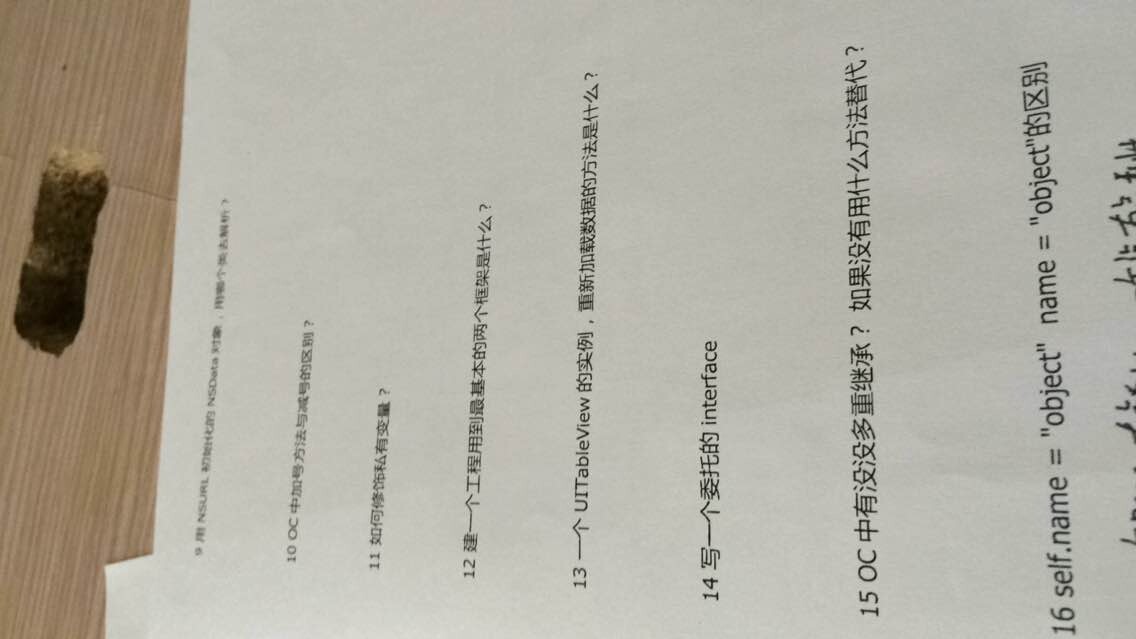 9 用 NSURL 初始化的 NSData 对象，用哪个类去解析？
10 OC 中加号方法与减号的区别？
11 如何修饰私有变量？
12 建一个工程用到最基本的两个框架是什么？
13 一个 UITableView 的实例，重新加载数据的方法是什么？
14 写一个委托的 interface
15 OC 中有没没多重继承？ 如果没有用什么方法替代？
16 self.name = "object" name = "object"的区别